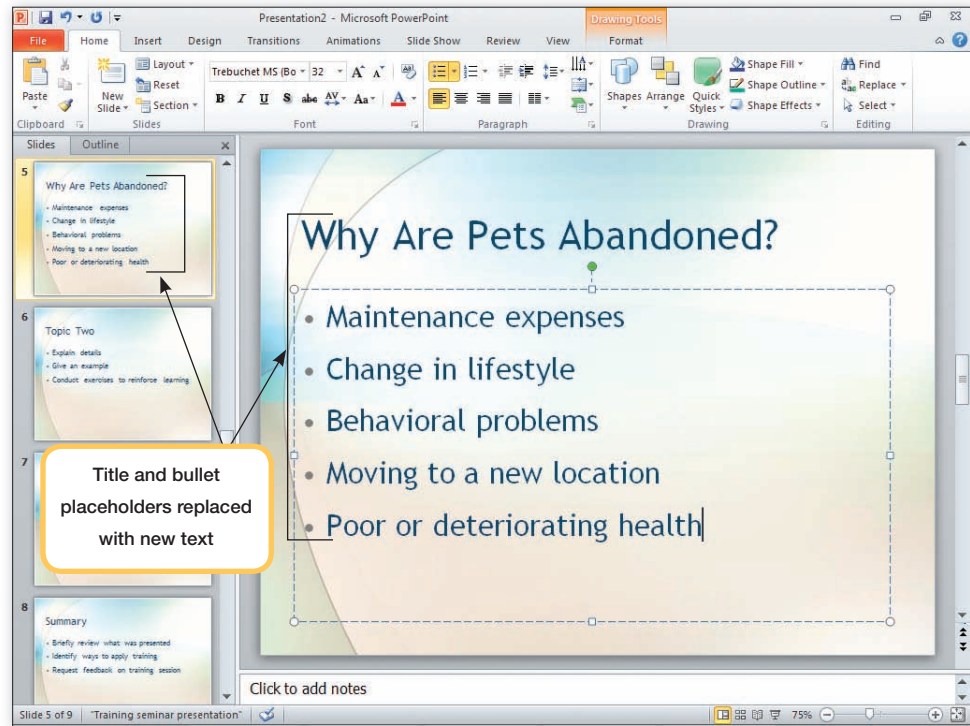 Presentation2 - Microsoft PowerPoint
Drawing Tools
File Home Insert Design Transitions Animations Slide Show Review View Format
Paste
Clipboard
New Slide
Layout
Reset
Section
Slides
Trebuchet MS (Bo 32
B I U S abc AV Aa A
Font
Paragraph
Shapes Arrange Quick Styles
Shape Fill
Shape Outline
Shape Effects
Drawing
Find
Replace
Select
Editing
Slides Outline
5
Why Are Pets Abandoned?
• Maintenance expenses
• Change in lifestyle
• Behavioral problems
• Moving to a new location
• Poor or deteriorating health
6
Topic Two
• Explain details
• Give an example
• Conduct exercises to reinforce learning
7
Title and bullet
placeholders replaced
with new text
8
Summary
• Briefly review what was presented
• Identify ways to apply training
• Request feedback on training session
Why Are Pets Abandoned?
• Maintenance expenses
• Change in lifestyle
• Behavioral problems
• Moving to a new location
• Poor or deteriorating health
Click to add notes
Slide 5 of 9 "Training seminar presentation" 75%